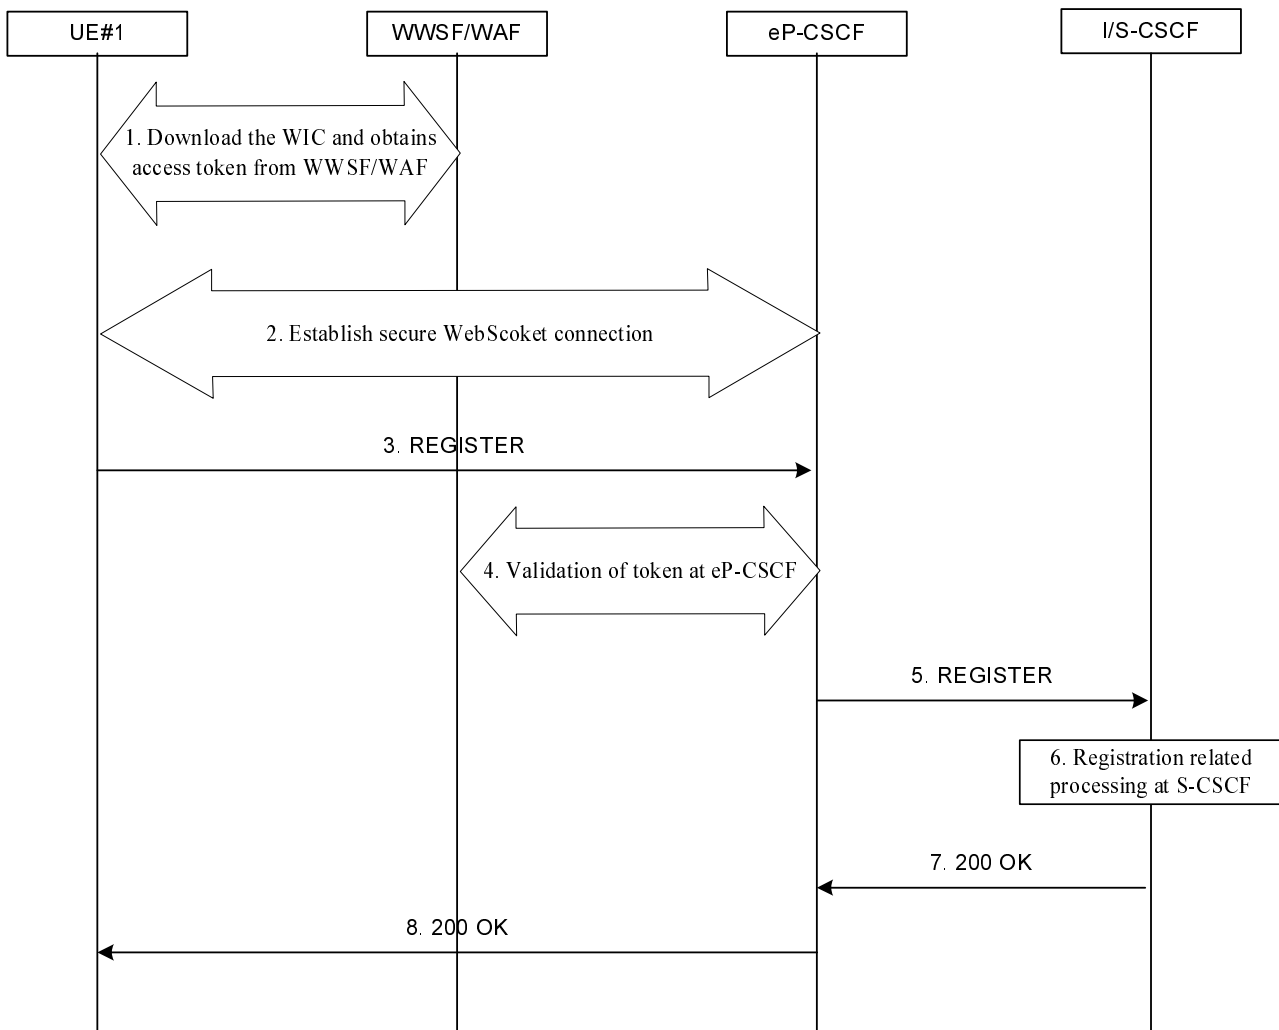 UE#1
WWSF/WAF
eP-CSCF
I/S-CSCF
1. Download the WIC and obtains
access token from WWSF/WAF
2. Establish secure WebScoket connection
3. REGISTER
4. Validation of token at eP-CSCF
5. REGISTER
6. Registration related
processing at S-CSCF
7. 200 OK
8. 200 OK